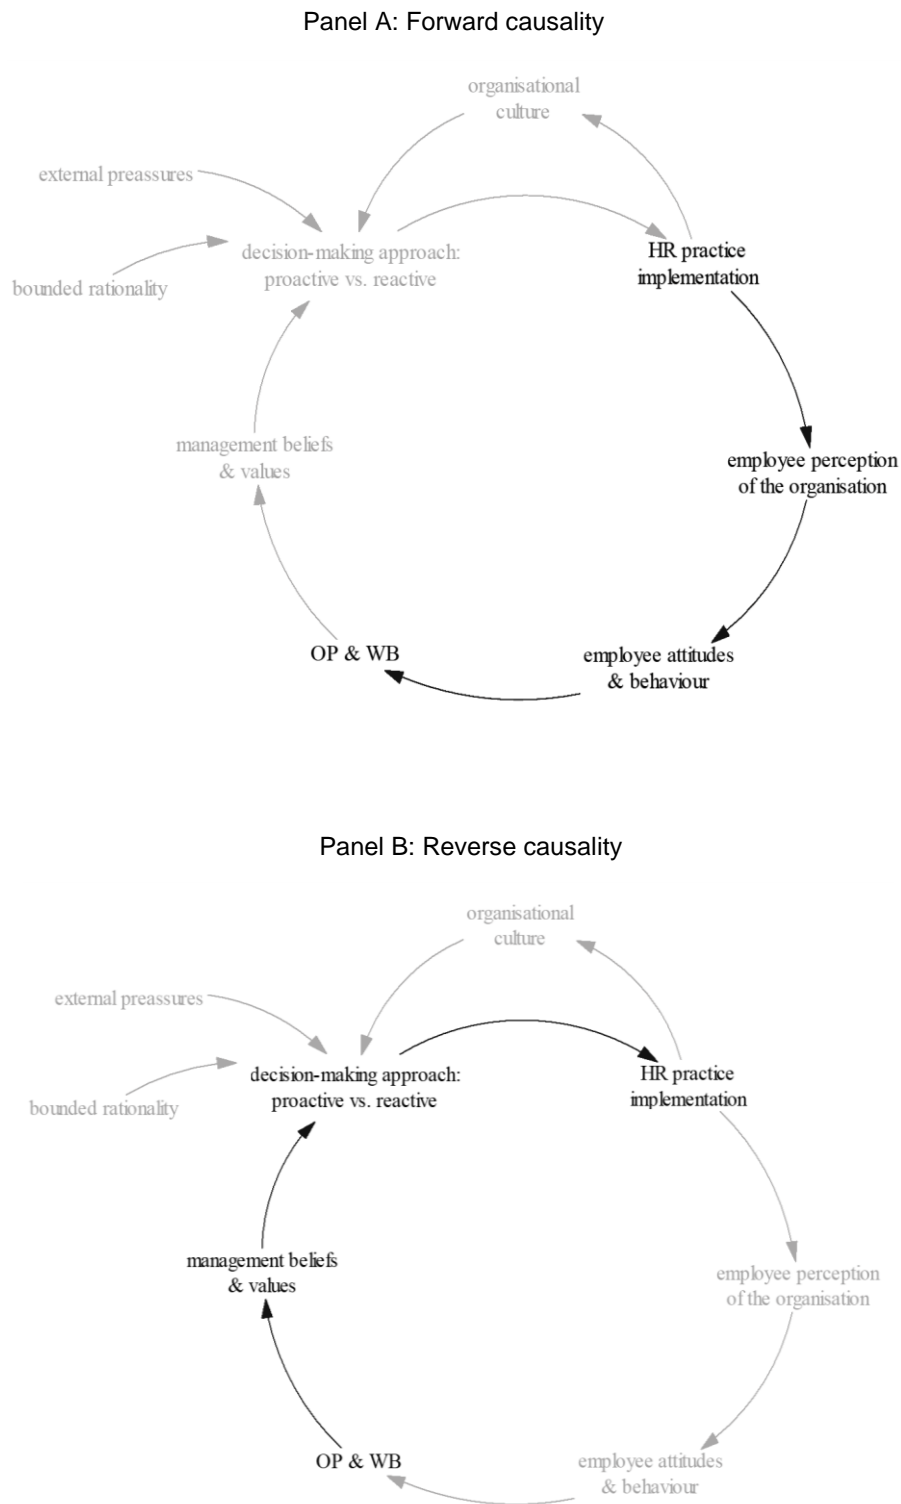 Panel A: Forward causality
organisational
culture
external preassures
decision-making approach:
proactive vs. reactive
HR practice
implementation
bounded rationality
management beliefs
& values
employee perception
of the organisation
OP & WB
employee attitudes
& behaviour
Panel B: Reverse causality
organisational
culture
external preassures
decision-making approach:
proactive vs. reactive
HR practice
implementation
bounded rationality
management beliefs
& values
employee perception
of the organisation
OP & WB
employee attitudes
& behaviour